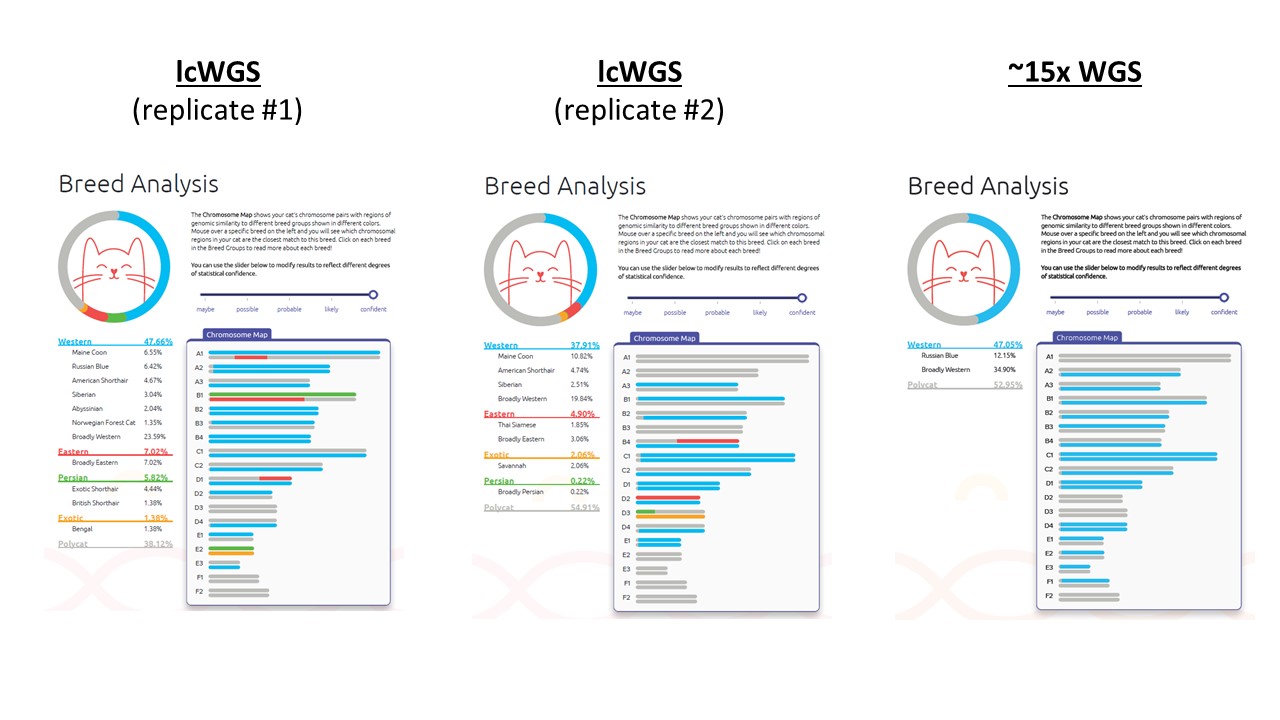 lcWGS
(replicate #1)
Breed Analysis
The Chromosome Map shows your cat's chromosome pairs with regions of
genomic similarity to different breed groups shown in different colors.
Mouse over a specific breed on the left and you will see which chromosomal
regions in your cat are the closest match to this breed. Click on each breed
in the Breed Groups to read more about each breed!
You can use the slider below to modify results to reflect different degrees
of statistical confidence.
maybe possible probable likely confident
Western 47.66%
Maine Coon 6.55%
Russian Blue 6.42%
American Shorthair 4.67%
Siberian 3.04%
Abyssinian 2.04%
Norwegian Forest Cat 1.35%
Broadly Western 23.59%
Eastern 7.02%
Broadly Eastern 7.02%
Persian 5.82%
Exotic Shorthair 4.44%
British Shorthair 1.38%
Exotic 1.38%
Bengal 1.38%
Polycat 38.12%
Chromosome Map
A1
A2
A3
B1
B2
B3
B4
C1
C2
D1
D2
D3
D4
E1
E2
E3
F1
F2
lcWGS
(replicate #2)
Breed Analysis
The Chromosome Map shows your cat's chromosome pairs with regions of
genomic similarity to different breed groups shown in different colors.
Mouse over a specific breed on the left and you will see which chromosomal
regions in your cat are the closest match to this breed. Click on each breed
in the Breed Groups to read more about each breed!
You can use the slider below to modify results to reflect different degrees
of statistical confidence.
maybe possible probable likely confident
Western 37.91%
Maine Coon 10.82%
American Shorthair 4.74%
Siberian 2.51%
Broadly Western 19.84%
Eastern 4.90%
Thai Siamese 1.85%
Broadly Eastern 3.06%
Exotic 2.06%
Savannah 2.06%
Persian 0.22%
Broadly Persian 0.22%
Polycat 54.91%
Chromosome Map
A1
A2
A3
B1
B2
B3
B4
C1
C2
D1
D2
D3
D4
E1
E2
E3
F1
F2
~15x WGS
Breed Analysis
The Chromosome Map shows your cat's chromosome pairs with regions of
genomic similarity to different breed groups shown in different colors.
Mouse over a specific breed on the left and you will see which chromosomal
regions in your cat are the closest match to this breed. Click on each breed
in the Breed Groups to read more about each breed!
You can use the slider below to modify results to reflect different degrees
of statistical confidence.
maybe possible probable likely confident
Western 47.05%
Russian Blue 12.15%
Broadly Western 34.90%
Polycat 52.95%
Chromosome Map
A1
A2
A3
B1
B2
B3
B4
C1
C2
D1
D2
D3
D4
E1
E2
E3
F1
F2